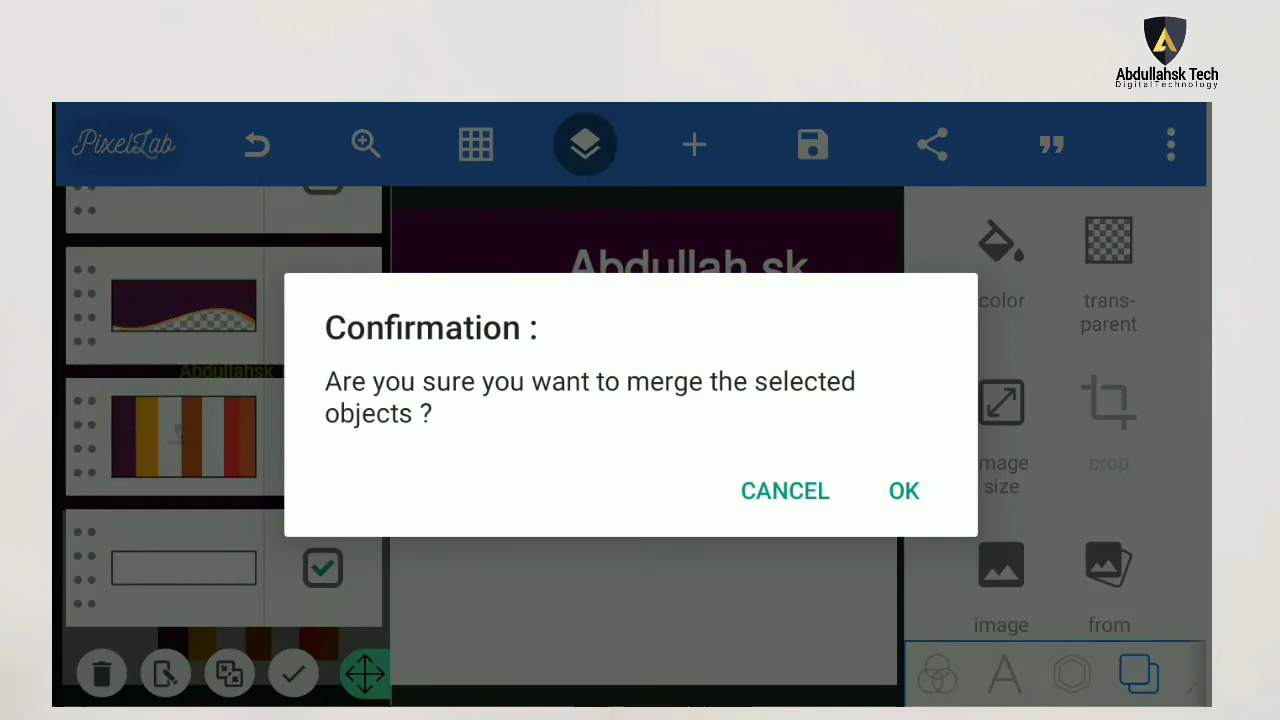 Abdullahsk Tech
DigitalTechnology
PixelLab
Abdullah sk
color
trans-
parent
Abdullahsk
Confirmation :
Are you sure you want to merge the selected
objects ?
CANCEL
OK
image
size
crop
image
from